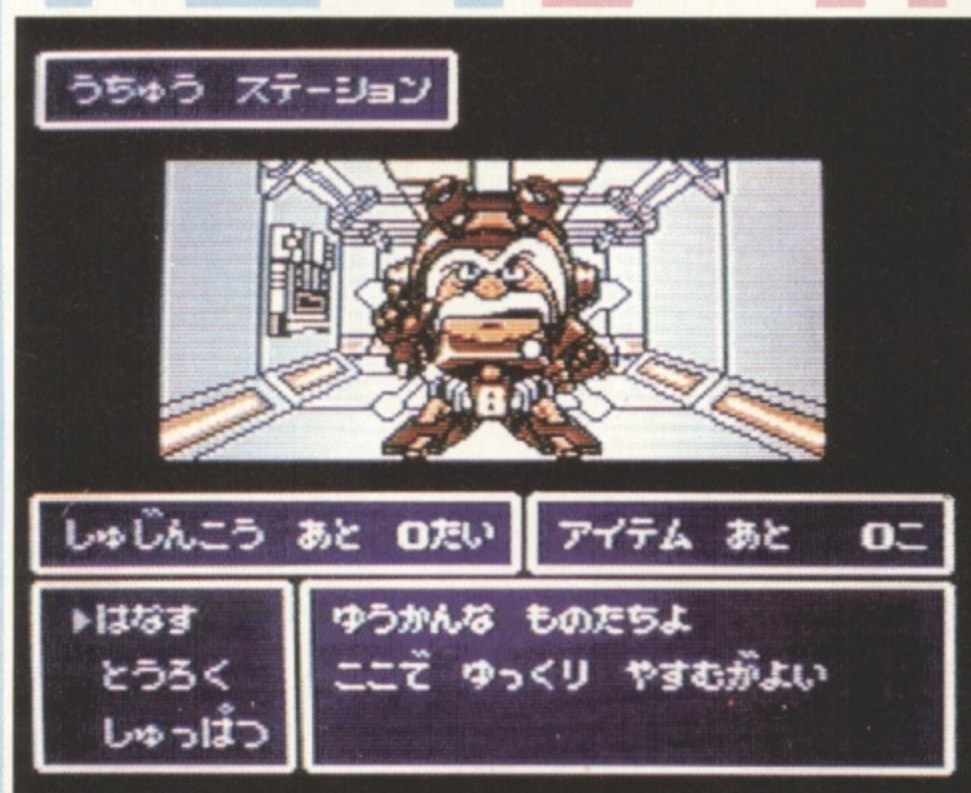 うちゅう ステーション
8
しゅじんこう あと 0たい
アイテム あと 0こ
▶はなす
とうろく
しゅっぱつ
ゆうかんな ものたちよ
ここで ゆっくり やすむがよい